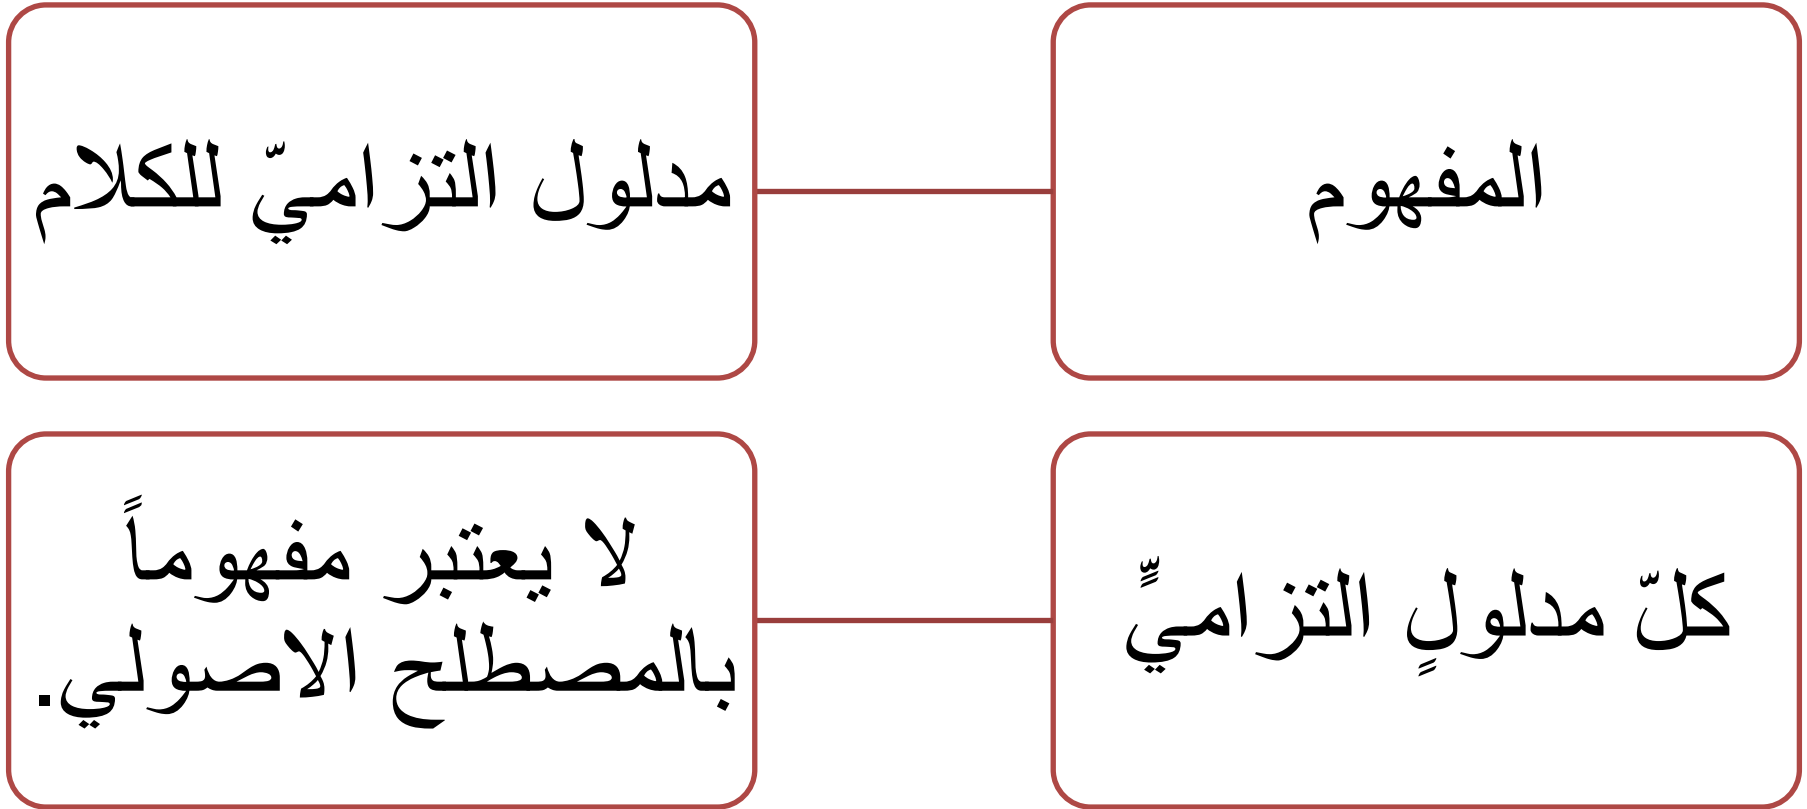 المفهوم
مدلول التزاميّ للكلام
كلّ مدلولٍ التزاميٍّ
لا يعتبر مفهوماً
بالمصطلح الاصولي.